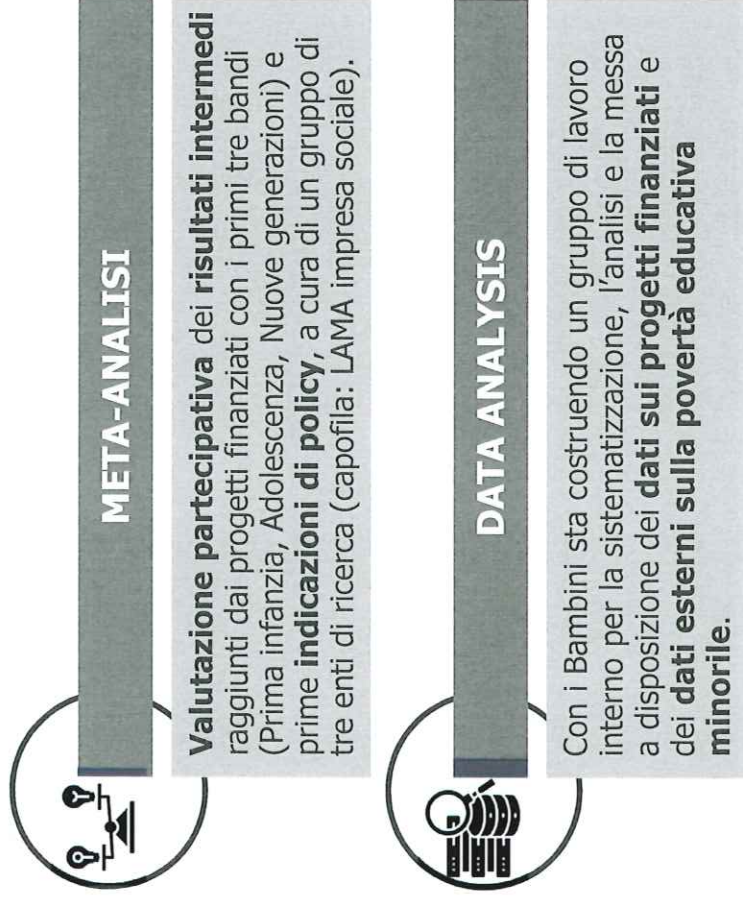 META-ANALISI
Valutazione partecipativa dei risultati intermedi
raggiunti dai progetti finanziati con i primi tre bandi
(Prima infanzia, Adolescenza, Nuove generazioni) e
prime indicazioni di policy, a cura di un gruppo di
tre enti di ricerca (capofila: LAMA impresa sociale).
DATA ANALYSIS
Con i Bambini sta costruendo un gruppo di lavoro
interno per la sistematizzazione, l'analisi e la messa
a disposizione dei dati sui progetti finanziati e
dei dati esterni sulla povertà educativa
minorile.